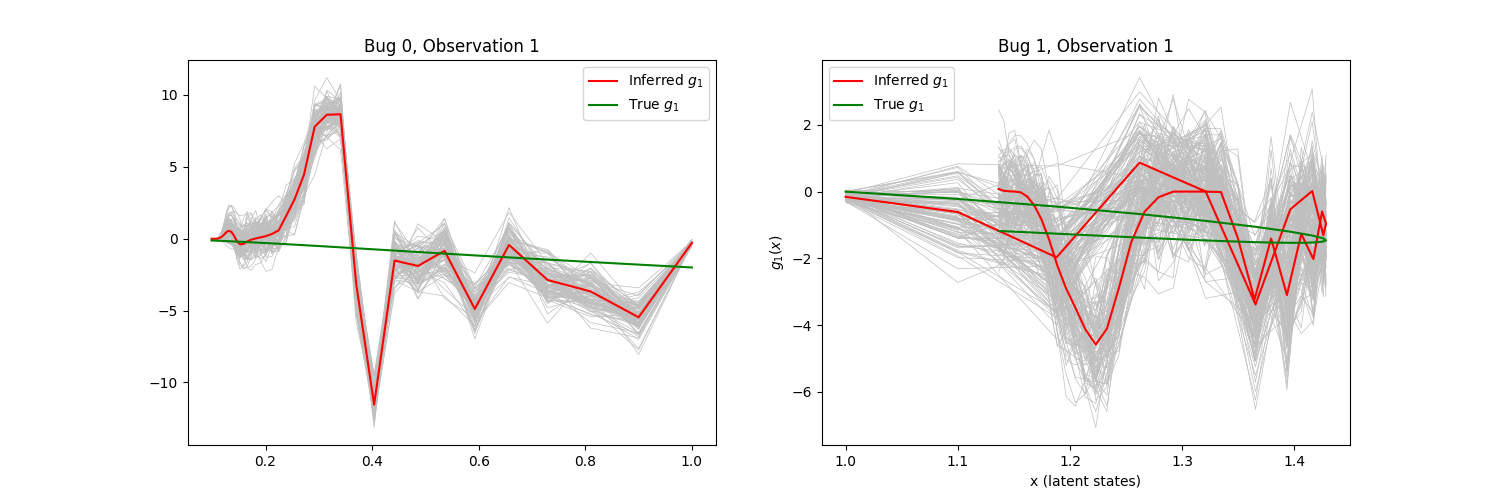 Bug 0, Observation 1
Inferred g₁
True g₁
10
5
0
−5
−10
0.2 0.4 0.6 0.8 1.0
Bug 1, Observation 1
Inferred g₁
True g₁
g₁(x)
2
0
−2
−4
−6
1.0 1.1 1.2 1.3 1.4
x (latent states)